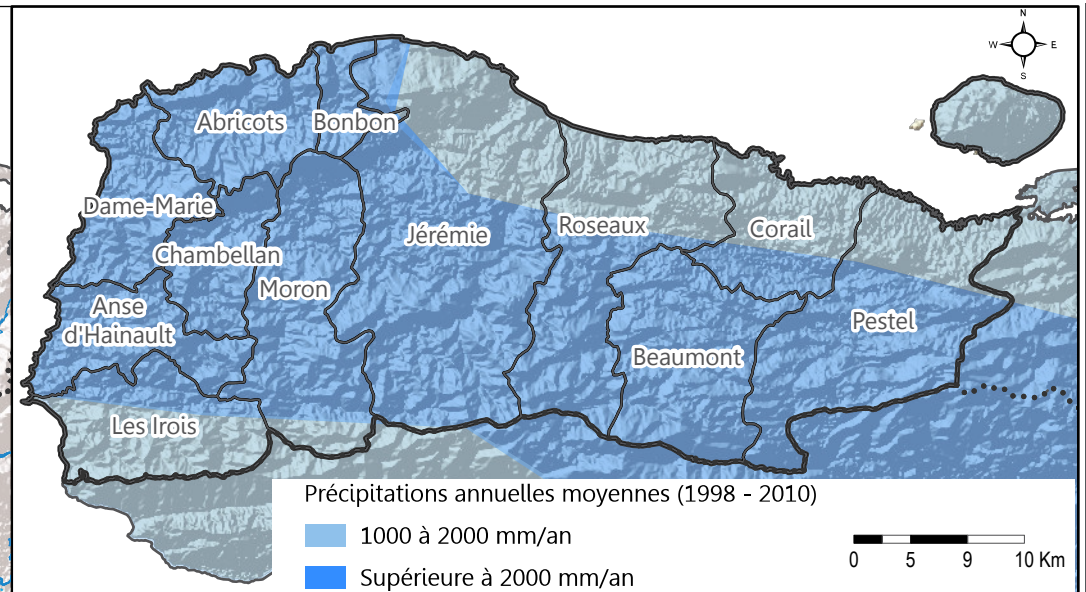 N
W E
S
Abricots
Bonbon
Dame-Marie
Jérémie
Roseaux
Corail
Chambellan
Moron
Anse
d'Hainault
Pestel
Beaumont
Les Irois
Précipitations annuelles moyennes (1998 - 2010)
1000 à 2000 mm/an
Supérieure à 2000 mm/an
0 5 9 10 Km